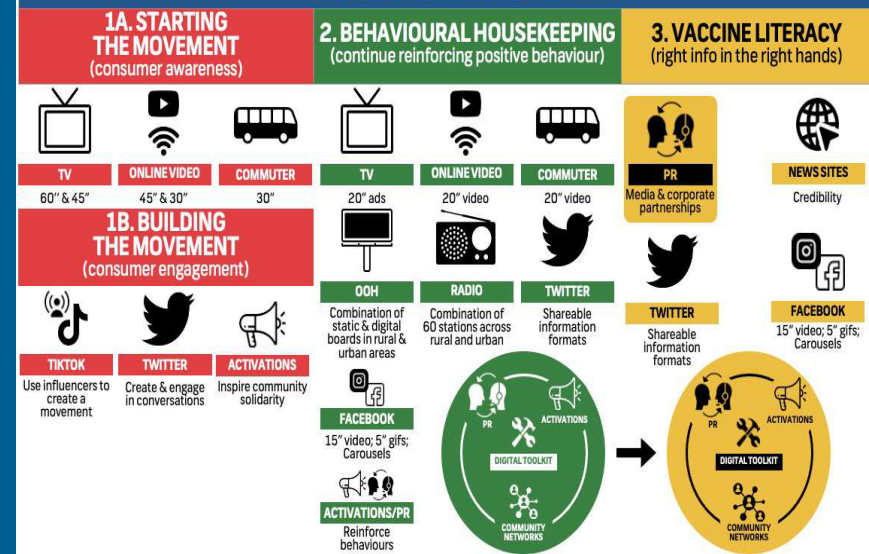 1A. STARTING
THE MOVEMENT
(consumer awareness)
TV
60” & 45”
ONLINE VIDEO
45” & 30”
COMMUTER
30”
1B. BUILDING
THE MOVEMENT
(consumer engagement)
TIKTOK
Use influencers to
create a
movement
TWITTER
Create & engage
in conversations
ACTIVATIONS
Inspire community
solidarity
2. BEHAVIOURAL HOUSEKEEPING
(continue reinforcing positive behaviour)
TV
20” ads
ONLINE VIDEO
20” video
COMMUTER
20” video
OOH
Combination of
static & digital
boards in rural &
urban areas
RADIO
Combination of
60 stations across
rural and urban
TWITTER
Shareable
information
formats
FACEBOOK
15” video; 5” gifs;
Carousels
ACTIVATIONS/PR
Reinforce
behaviours
PR
ACTIVATIONS
DIGITAL TOOLKIT
COMMUNITY
NETWORKS
3. VACCINE LITERACY
(right info in the right hands)
PR
Media & corporate
partnerships
NEWS SITES
Credibility
TWITTER
Shareable
information
formats
FACEBOOK
15” video; 5” gifs;
Carousels
PR
ACTIVATIONS
DIGITAL TOOLKIT
COMMUNITY
NETWORKS